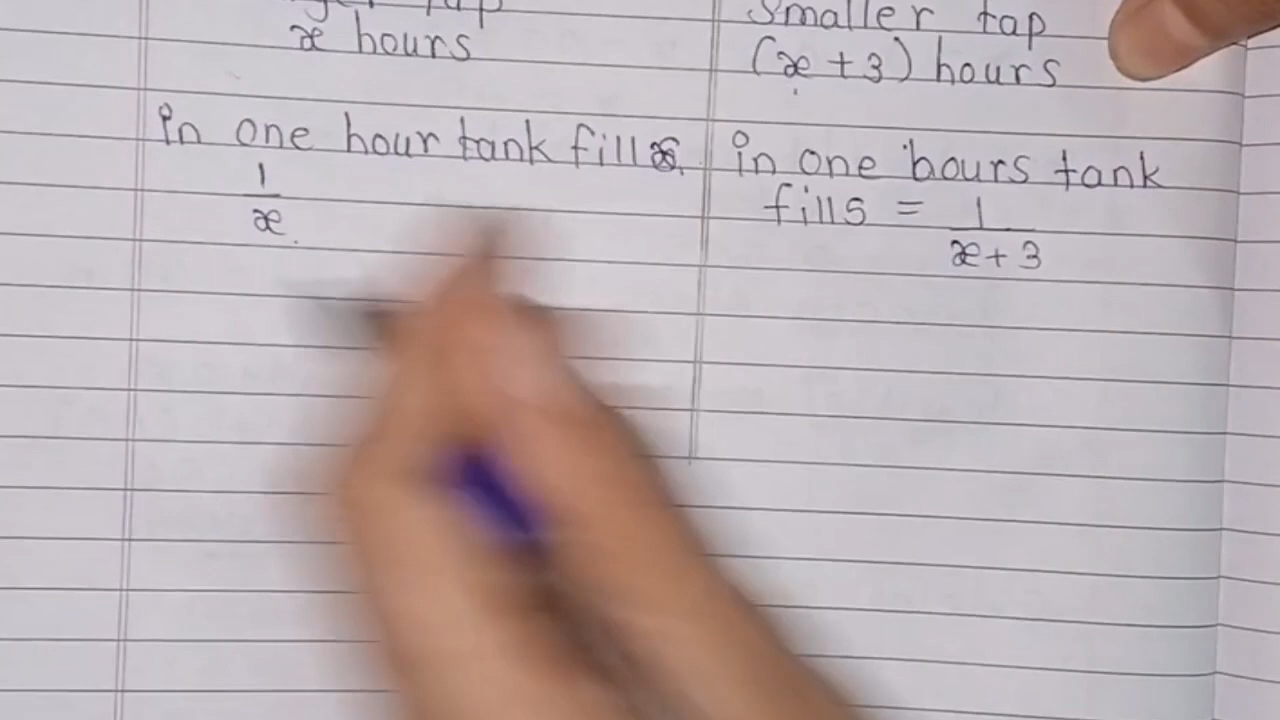 x hours
In one hour tank fills.
1
x
Smaller tap
(x+3) hours
in one hours tank
fills = 1
x+3